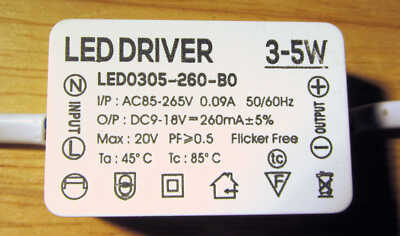 LED DRIVER 3-5W
LED0305-260-B0
I/P : AC85-265V 0.09A 50/60Hz
O/P : DC9-18V⎓260mA±5%
Max : 20V PF≥0.5 Flicker Free
Ta : 45°C Tc : 85°C tc
N INPUT L
+ OUTPUT -
F